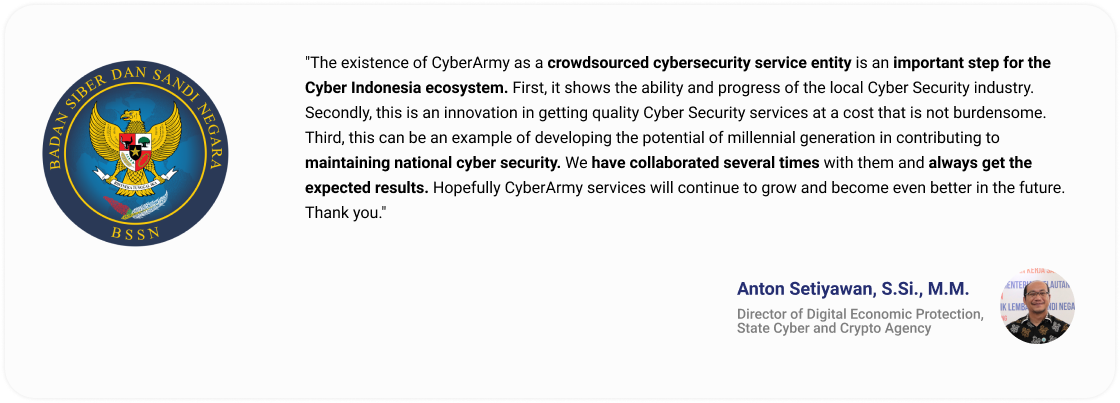 BADAN SIBER DAN SANDI NEGARA
BSSN
"The existence of CyberArmy as a crowdsourced cybersecurity service entity is an important step for the
Cyber Indonesia ecosystem. First, it shows the ability and progress of the local Cyber Security industry.
Secondly, this is an innovation in getting quality Cyber Security services at a cost that is not burdensome.
Third, this can be an example of developing the potential of millennial generation in contributing to
maintaining national cyber security. We have collaborated several times with them and always get the
expected results. Hopefully CyberArmy services will continue to grow and become even better in the future.
Thank you."
Anton Setiyawan, S.Si., M.M.
Director of Digital Economic Protection,
State Cyber and Crypto Agency